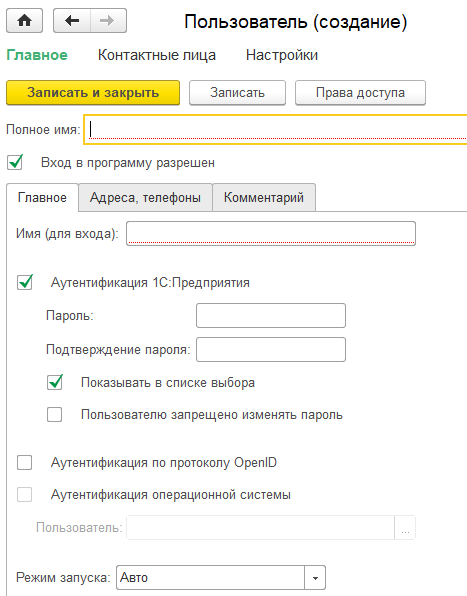 Пользователь (создание)
Главное Контактные лица Настройки
Записать и закрыть Записать Права доступа
Полное имя:
Вход в программу разрешен
Главное Адреса, телефоны Комментарий
Имя (для входа):
Аутентификация 1С:Предприятия
Пароль:
Подтверждение пароля:
Показывать в списке выбора
Пользователю запрещено изменять пароль
Аутентификация по протоколу OpenID
Аутентификация операционной системы
Пользователь: ...
Режим запуска: Авто